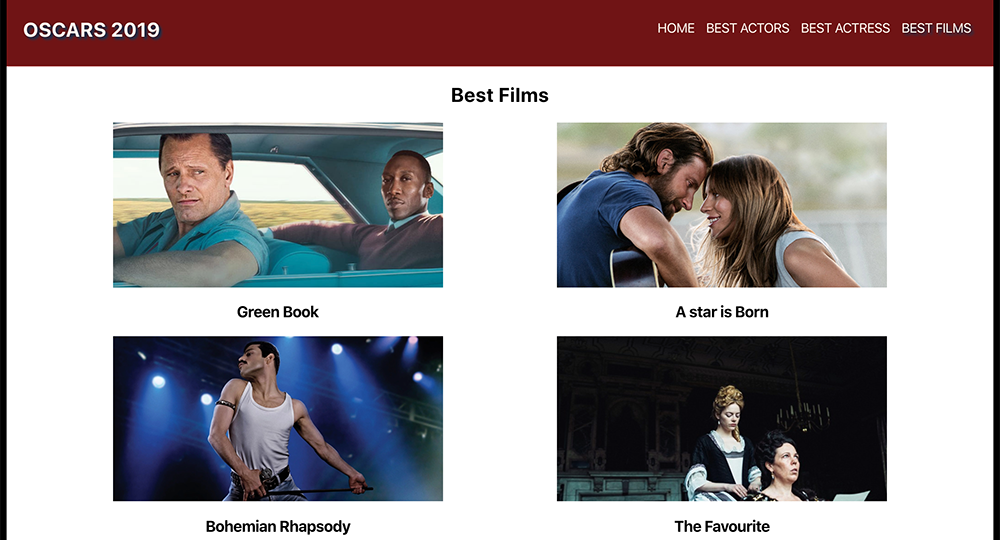 OSCARS 2019
HOME BEST ACTORS BEST ACTRESS BEST FILMS
Best Films
Green Book
A star is Born
Bohemian Rhapsody
The Favourite